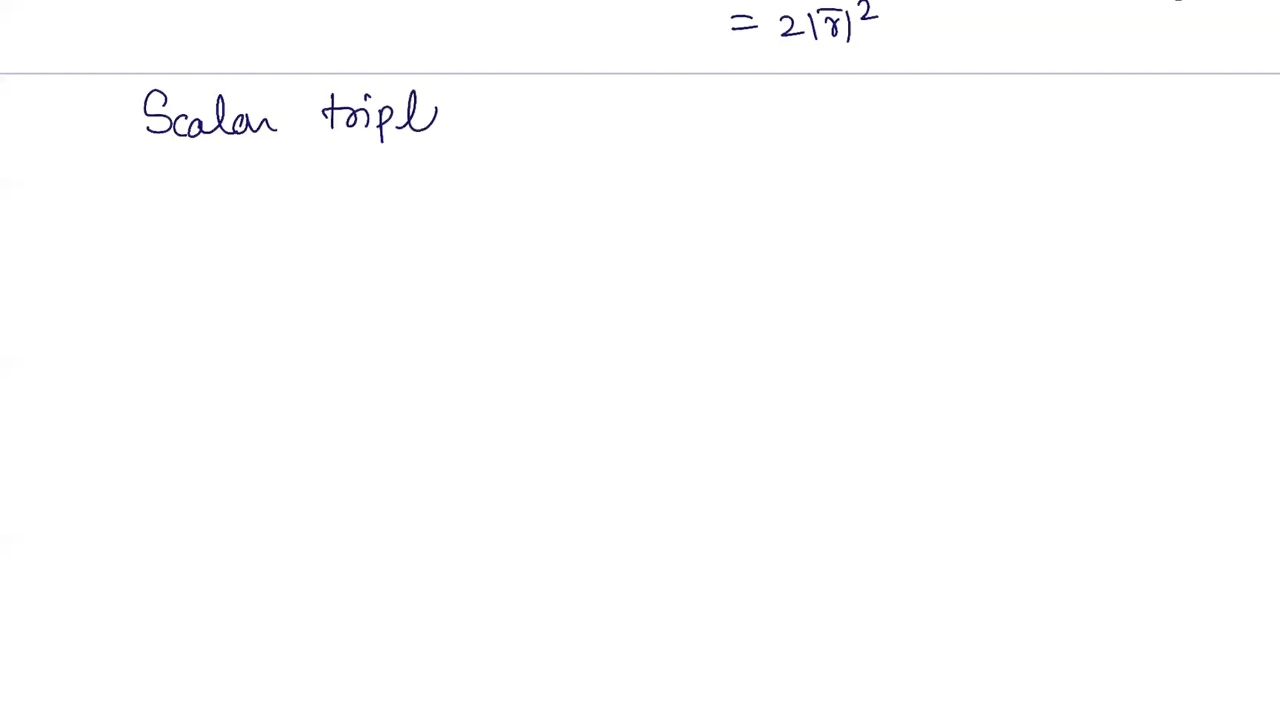 = 2|r̄|²
Scalar tripl